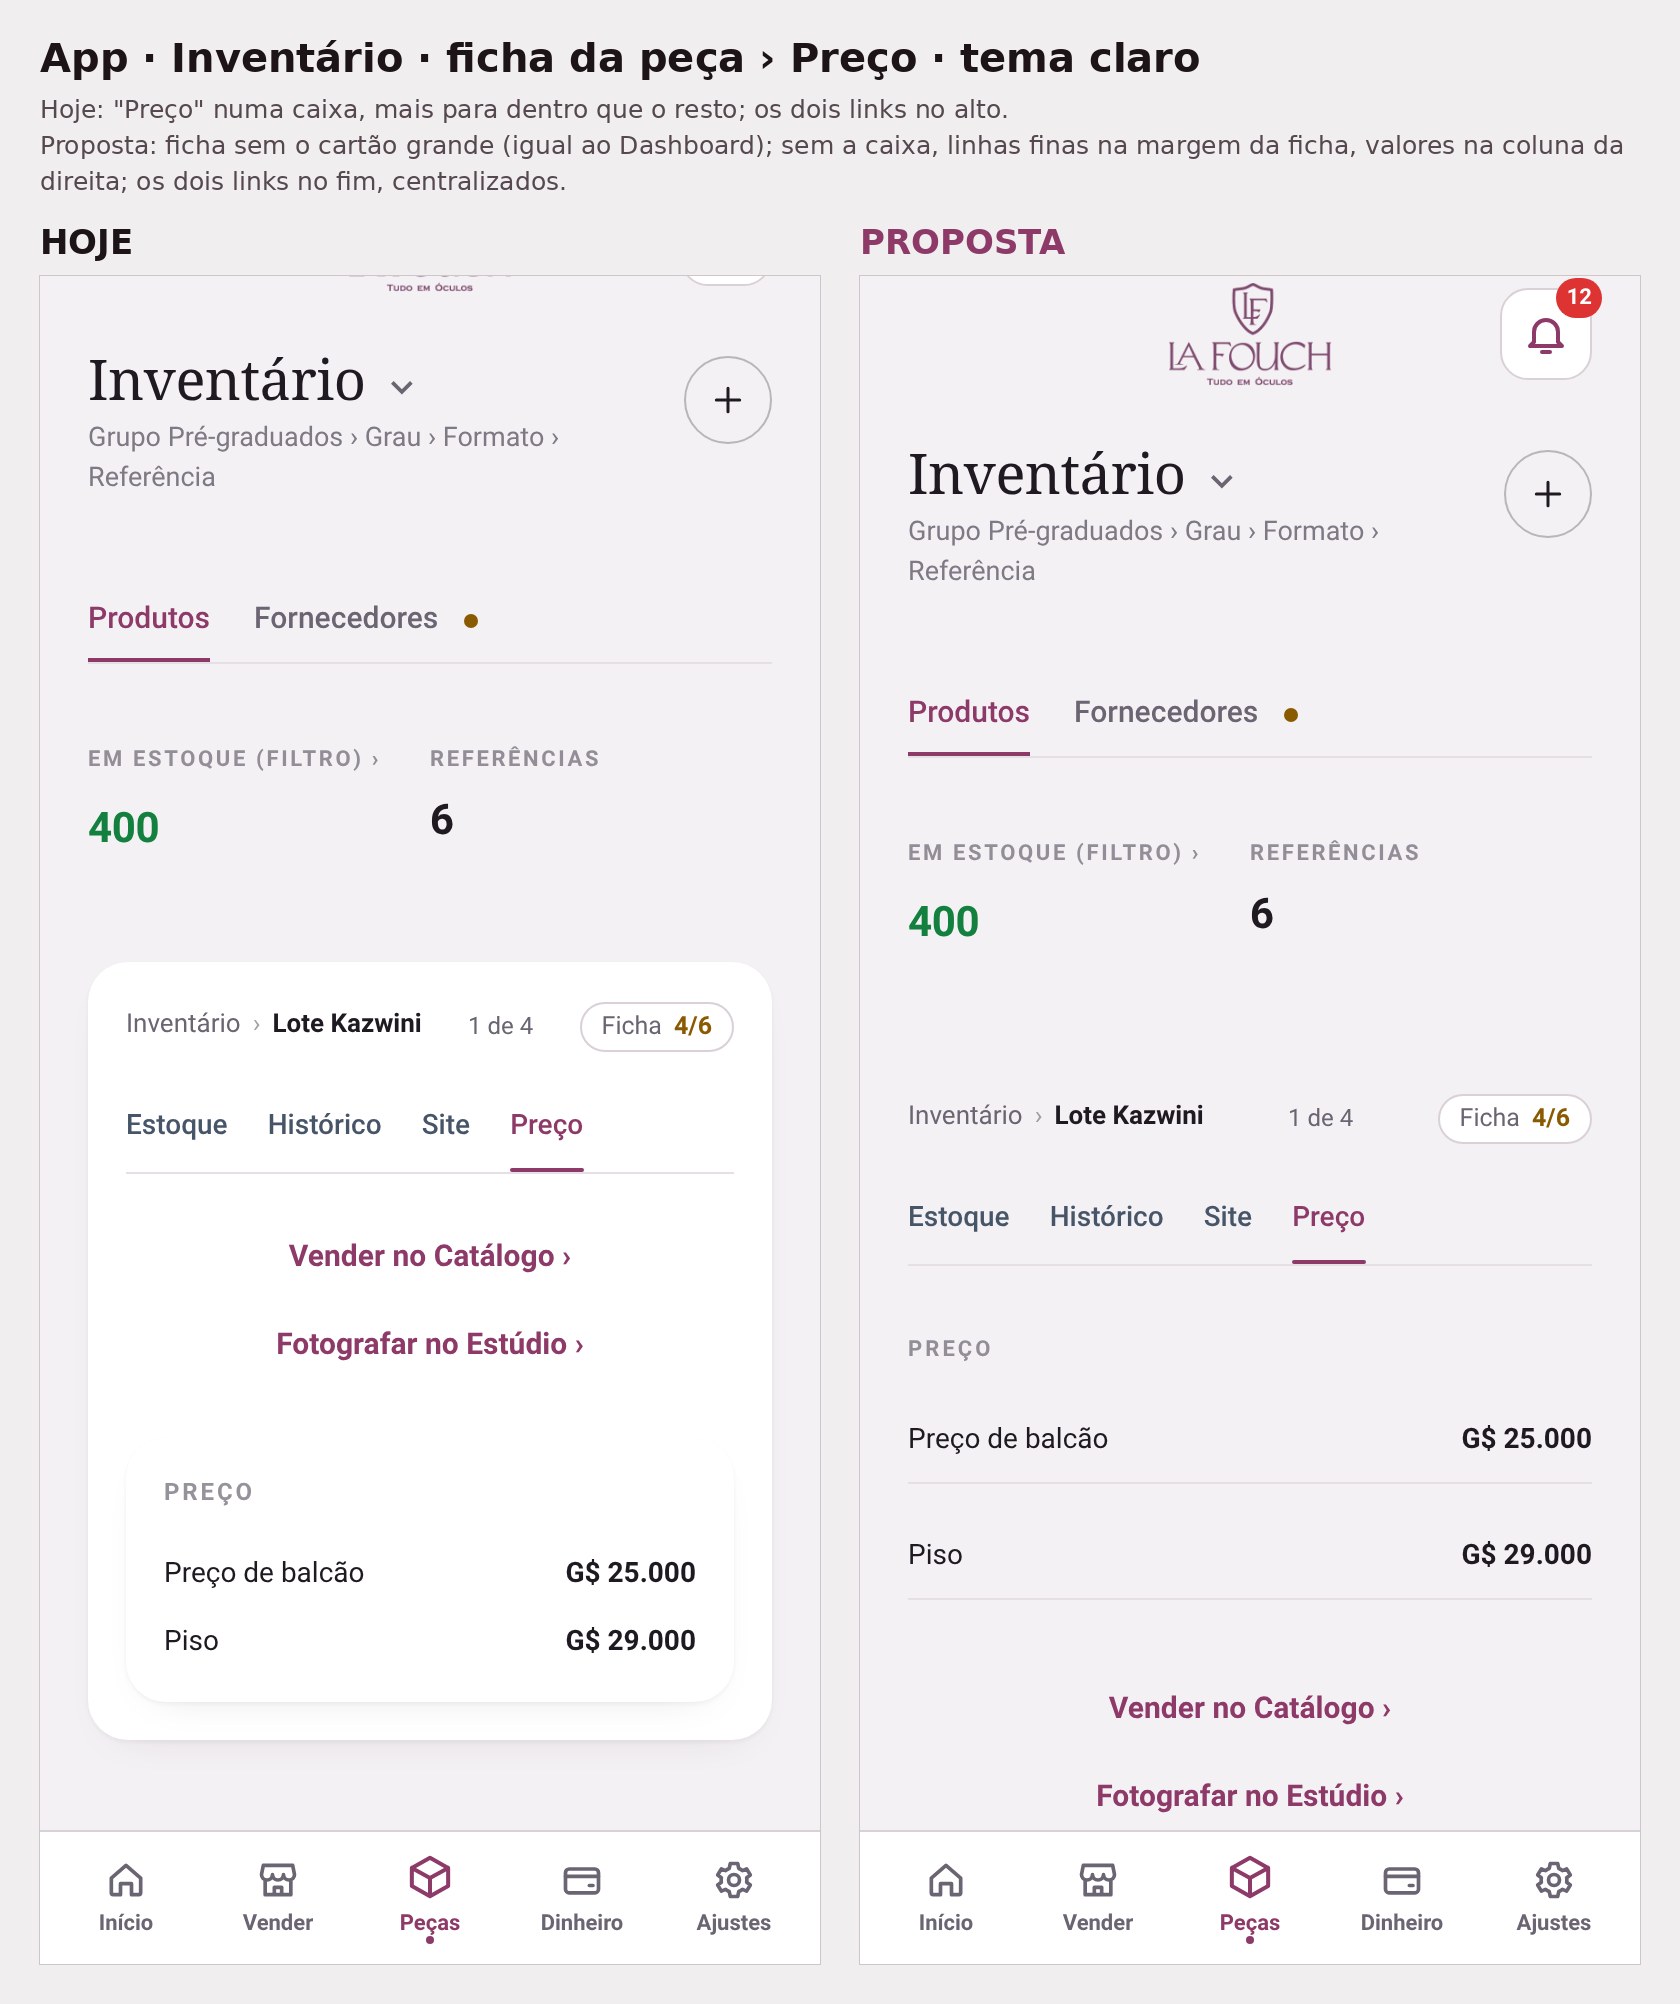 App · Inventário · ficha da peça › Preço · tema claro
Hoje: "Preço" numa caixa, mais para dentro que o resto; os dois links no alto.
Proposta: ficha sem o cartão grande (igual ao Dashboard); sem a caixa, linhas finas na margem da ficha, valores na coluna da
direita; os dois links no fim, centralizados.
HOJE
TUDO EM ÓCULOS
Inventário
Grupo Pré-graduados › Grau › Formato ›
Referência
Produtos Fornecedores
EM ESTOQUE (FILTRO) › REFERÊNCIAS
400 6
Inventário › Lote Kazwini 1 de 4 Ficha 4/6
Estoque Histórico Site Preço
Vender no Catálogo ›
Fotografar no Estúdio ›
PREÇO
Preço de balcão G$ 25.000
Piso G$ 29.000
Início Vender Peças Dinheiro Ajustes
PROPOSTA
12
LF
LA FOUCH
TUDO EM ÓCULOS
Inventário
Grupo Pré-graduados › Grau › Formato ›
Referência
Produtos Fornecedores
EM ESTOQUE (FILTRO) › REFERÊNCIAS
400 6
Inventário › Lote Kazwini 1 de 4 Ficha 4/6
Estoque Histórico Site Preço
PREÇO
Preço de balcão G$ 25.000
Piso G$ 29.000
Vender no Catálogo ›
Fotografar no Estúdio ›
Início Vender Peças Dinheiro Ajustes